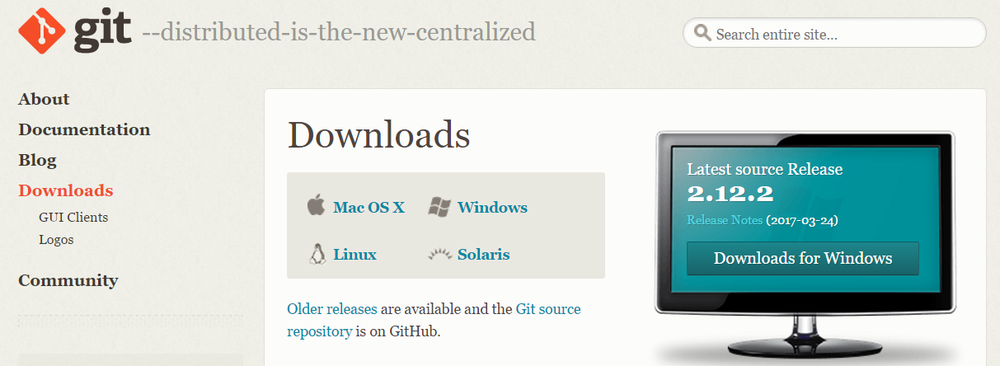 git --distributed-is-the-new-centralized
Search entire site...
About
Documentation
Blog
Downloads
GUI Clients
Logos
Community
Downloads
Mac OS X
Windows
Linux
Solaris
Older releases are available and the Git source
repository is on GitHub.
Latest source Release
2.12.2
Release Notes (2017-03-24)
Downloads for Windows